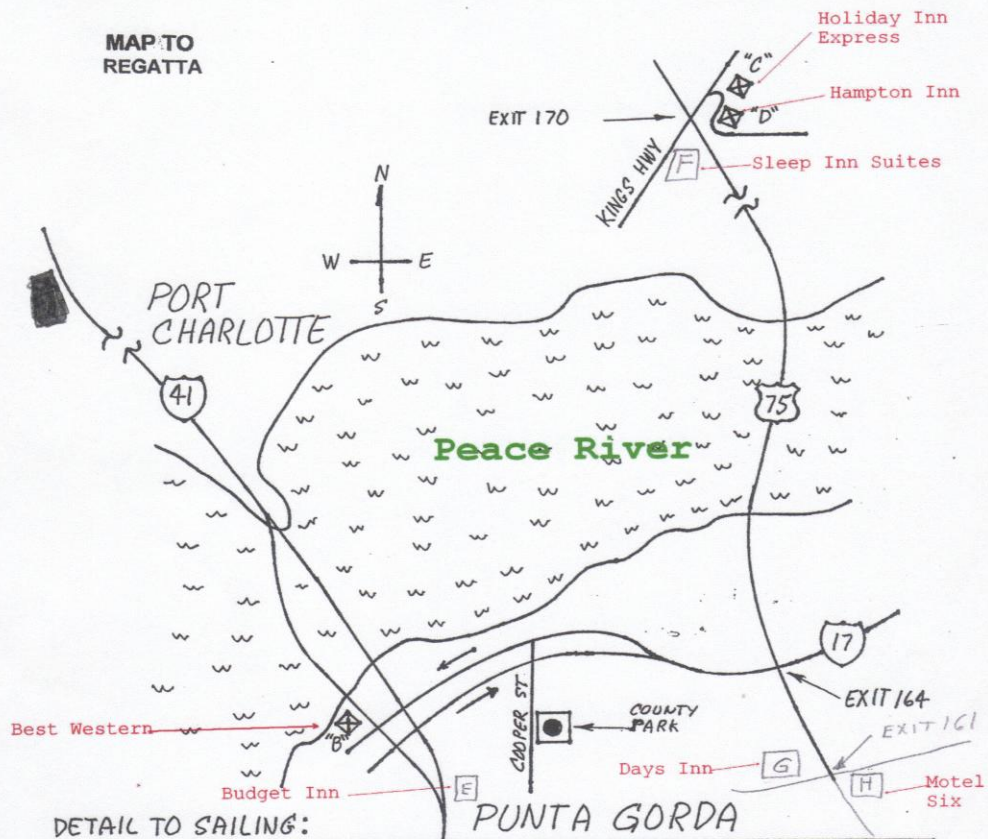 MAP TO
REGATTA
Holiday Inn
Express
"C"
Hampton Inn
"D"
EXIT 170
F
Sleep Inn Suites
KINGS HWY
N
W E
S
PORT
CHARLOTTE
41
75
Peace River
17
EXIT 164
EXIT 161
COUNTY
PARK
COOPER ST
Best Western
"B"
Days Inn
G
H
Motel
Six
Budget Inn
E
PUNTA GORDA
DETAIL TO SAILING: